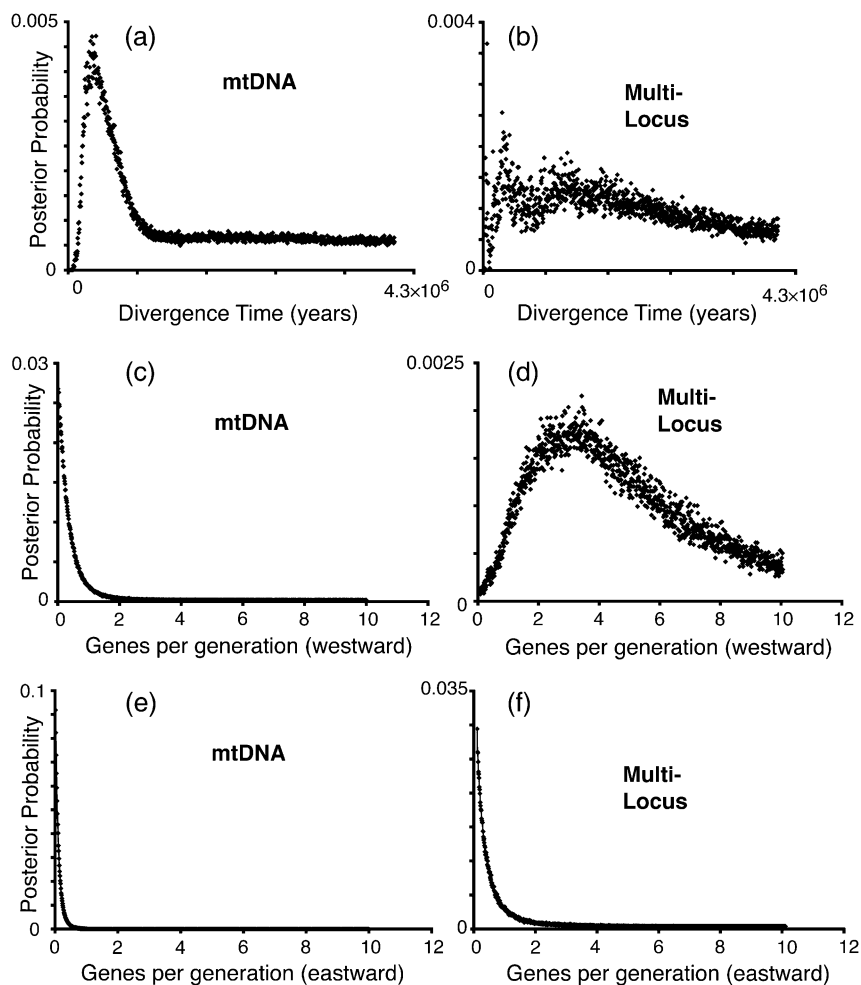 0.005
(a)
mtDNA
Posterior Probability
0
0
4.3×10⁶
Divergence Time (years)
0.004
(b)
Multi-
Locus
0
0
4.3×10⁶
Divergence Time (years)
0.03
(c)
mtDNA
Posterior Probability
0
0 2 4 6 8 10 12
Genes per generation (westward)
0.0025
(d)
Multi-
Locus
0
0 2 4 6 8 10 12
Genes per generation (westward)
0.1
(e)
mtDNA
Posterior Probability
0
0 2 4 6 8 10 12
Genes per generation (eastward)
0.035
(f)
Multi-
Locus
0
0 2 4 6 8 10 12
Genes per generation (eastward)